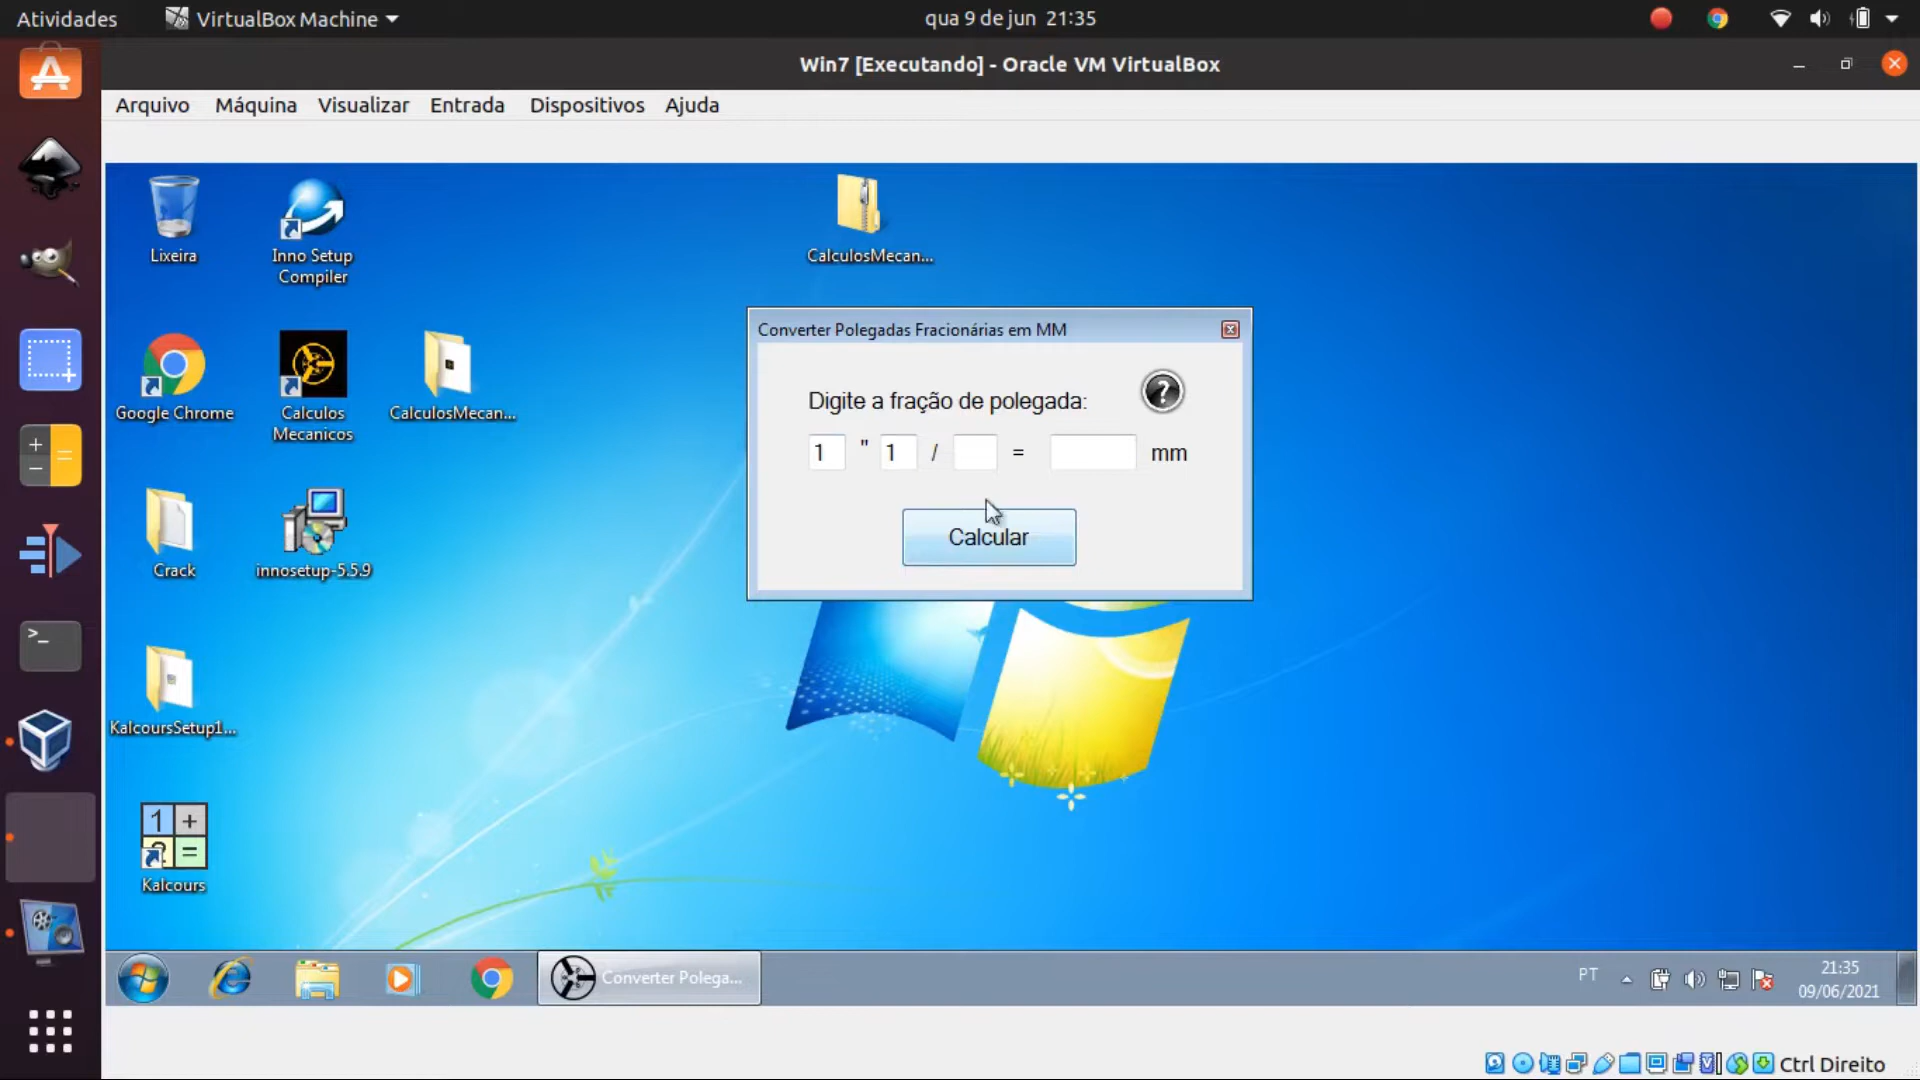 Atividades VirtualBox Machine qua 9 de jun 21:35
Win7 [Executando] - Oracle VM VirtualBox
Arquivo Máquina Visualizar Entrada Dispositivos Ajuda
Lixeira
Inno Setup
Compiler
CalculosMecan...
Google Chrome
Calculos
Mecanicos
CalculosMecan...
Converter Polegadas Fracionárias em MM
Digite a fração de polegada:
1 " 1 / = mm
Calcular
Crack
innosetup-5.5.9
KalcoursSetup1...
1 +
2 =
Kalcours
Converter Polega...
PT
21:35
09/06/2021
Ctrl Direito